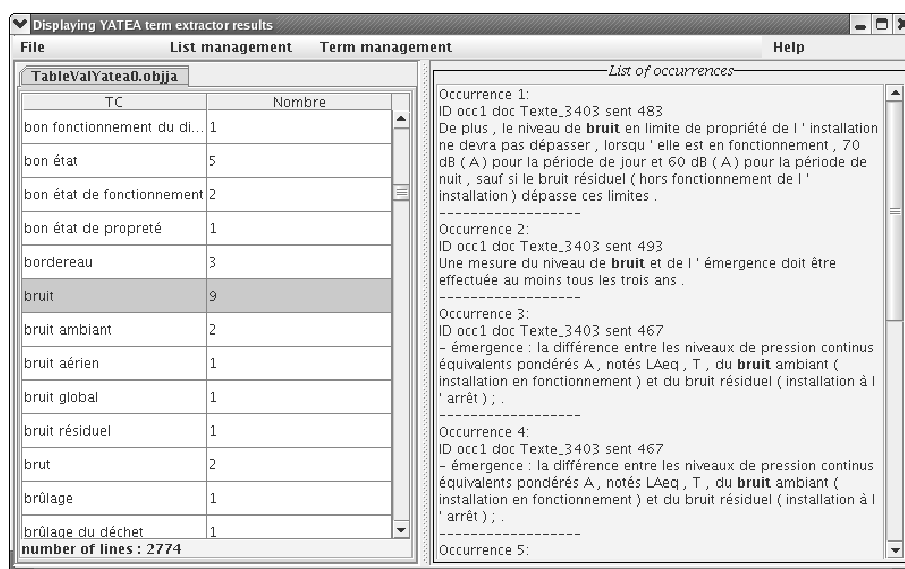 Displaying YATEA term extractor results
File List management Term management Help
TableValYatea0.objja
TC Nombre
bon fonctionnement du di... 1
bon état 5
bon état de fonctionnement 2
bon état de propreté 1
bordereau 3
bruit 9
bruit ambiant 2
bruit aérien 1
bruit global 1
bruit résiduel 1
brut 2
brûlage 1
brûlage du déchet 1
number of lines : 2774
List of occurrences
Occurrence 1:
ID occ1 doc Texte_3403 sent 483
De plus , le niveau de bruit en limite de propriété de l ' installation
ne devra pas dépasser , lorsqu ' elle est en fonctionnement , 70
dB ( A ) pour la période de jour et 60 dB ( A ) pour la période de
nuit , sauf si le bruit résiduel ( hors fonctionnement de l '
installation ) dépasse ces limites .
------------------
Occurrence 2:
ID occ1 doc Texte_3403 sent 493
Une mesure du niveau de bruit et de l ' émergence doit être
effectuée au moins tous les trois ans .
------------------
Occurrence 3:
ID occ1 doc Texte_3403 sent 467
- émergence : la différence entre les niveaux de pression continus
équivalents pondérés A , notés LAeq , T , du bruit ambiant (
installation en fonctionnement ) et du bruit résiduel ( installation à l
' arrêt ) ; .
------------------
Occurrence 4:
ID occ1 doc Texte_3403 sent 467
- émergence : la différence entre les niveaux de pression continus
équivalents pondérés A , notés LAeq , T , du bruit ambiant (
installation en fonctionnement ) et du bruit résiduel ( installation à l
' arrêt ) ; .
------------------
Occurrence 5: